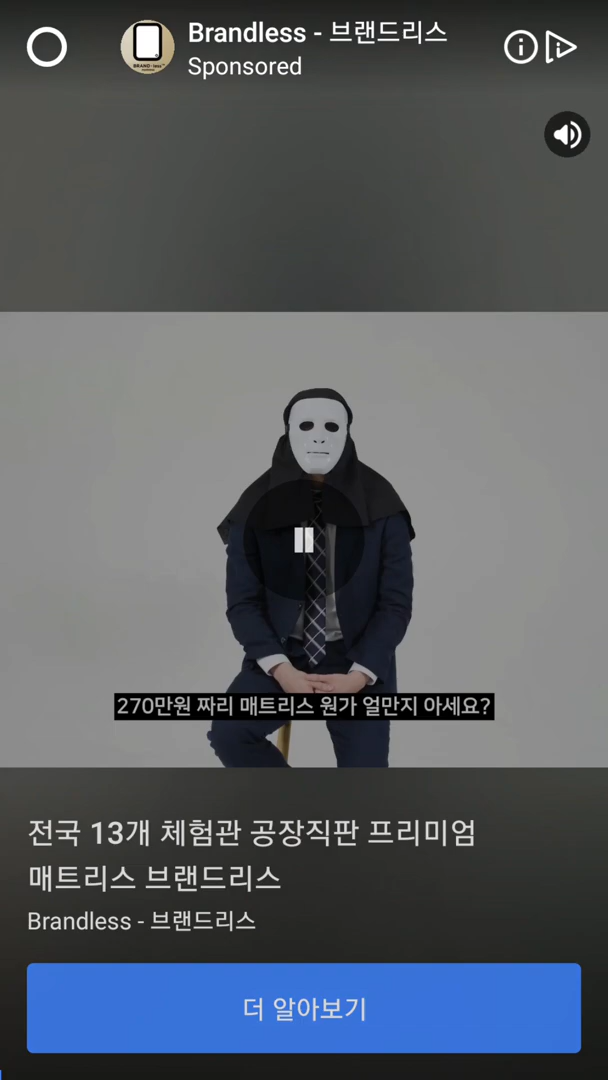 Brandless - 브랜드리스
Sponsored
BRAND·less
270만원 짜리 매트리스 원가 얼만지 아세요?
전국 13개 체험관 공장직판 프리미엄
매트리스 브랜드리스
Brandless - 브랜드리스
더 알아보기